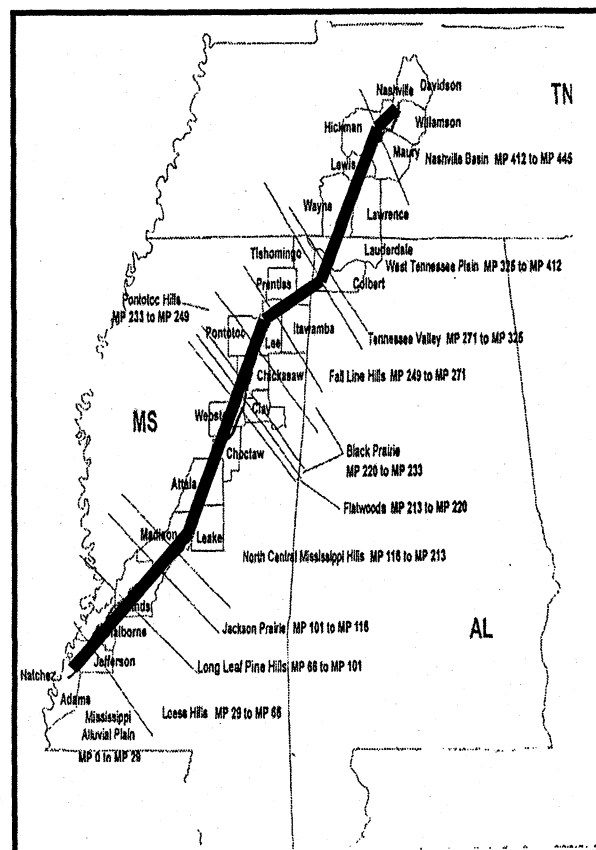 Davidson
Nashville
TN
Hickman
Williamson
Maury
Nashville Basin MP 412 to MP 445
Lewis
Wayne
Lawrence
Lauderdale
Tishomingo
West Tennessee Plain MP 325 to MP 412
Prentiss
Colbert
Pontotoc Hills
MP 233 to MP 249
Itawamba
Pontotoc
Lee
Tennessee Valley MP 271 to MP 325
Chickasaw
Fall Line Hills MP 249 to MP 271
MS
Clay
Black Prairie
MP 220 to MP 233
Choctaw
Attala
Flatwoods MP 213 to MP 220
Madison
Leake
North Central Mississippi Hills MP 116 to MP 213
Jackson Prairie MP 101 to MP 116
AL
Long Leaf Pine Hills MP 66 to MP 101
Jefferson
Natchez
Adams
Loess Hills MP 29 to MP 66
Mississippi
Alluvial Plain
MP 0 to MP 29